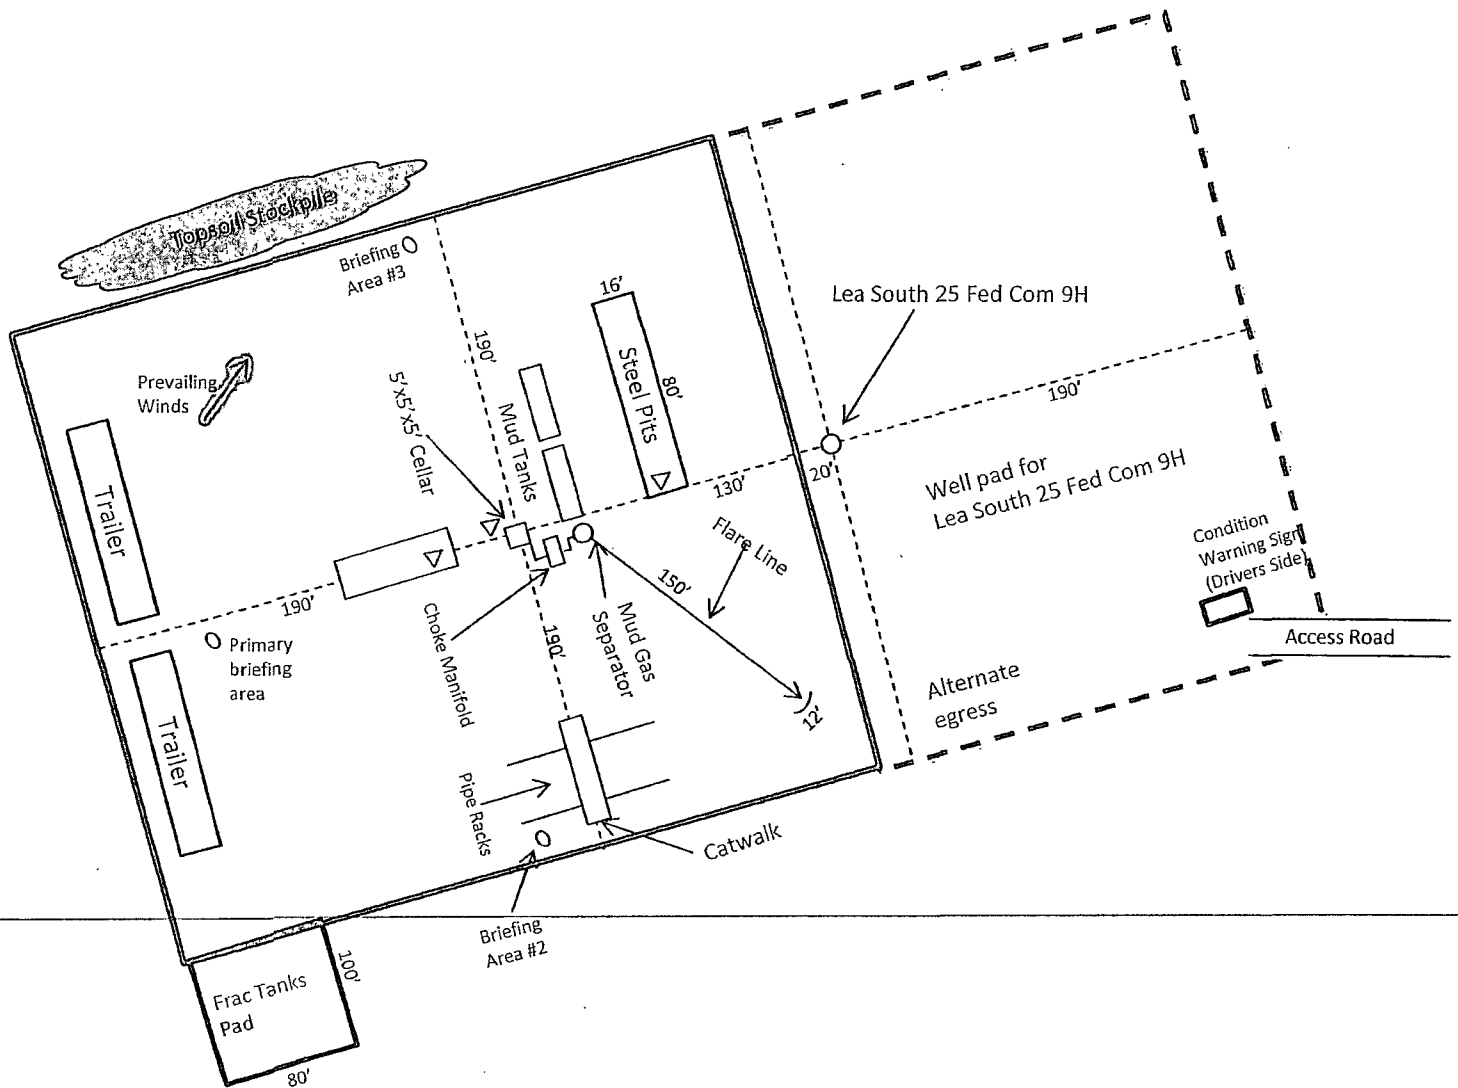 Topsoil Stockpile
Briefing
Area #3
16'
Lea South 25 Fed Com 9H
190'
Prevailing
Winds
5'x5'x5' Cellar
Mud Tanks
Steel Pits
80'
190'
Trailer
130'
20'
Well pad for
Lea South 25 Fed Com 9H
Condition
Warning Sign
(Drivers Side)
Flare Line
150'
190'
Primary
briefing
area
Choke Manifold
190'
Mud Gas
Separator
Access Road
Trailer
Alternate
egress
12'
Pipe Racks
Catwalk
Briefing
Area #2
100'
Frac Tanks
Pad
80'